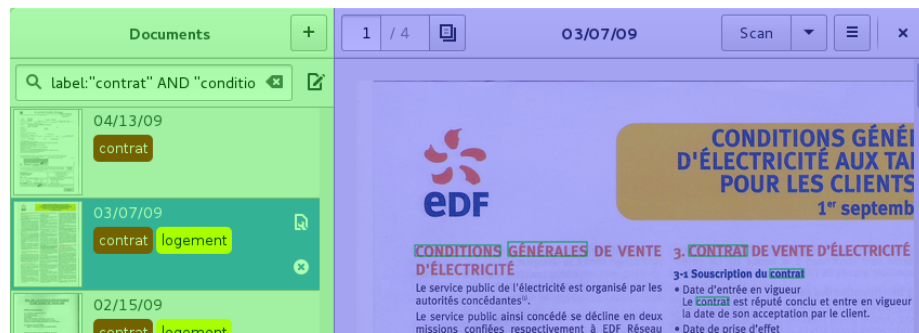 Documents
+
1 / 4
03/07/09
Scan
label:"contrat" AND "conditio
04/13/09
contrat
03/07/09
contrat logement
02/15/09
contrat logement
eDF
CONDITIONS GÉNÉ
D'ÉLECTRICITÉ AUX TA
POUR LES CLIENTS
1er septemb
CONDITIONS GÉNÉRALES DE VENTE
D'ÉLECTRICITÉ
Le service public de l'électricité est organisé par les
autorités concédantes
Le service public ainsi concédé se décline en deux
missions confiées respectivement à EDF Réseau
3. CONTRAT DE VENTE D'ÉLECTRICITÉ
3-1 Souscription du contrat
• Date d'entrée en vigueur
Le contrat est réputé conclu et entre en vigueur
la date de son acceptation par le client.
• Date de prise d'effet